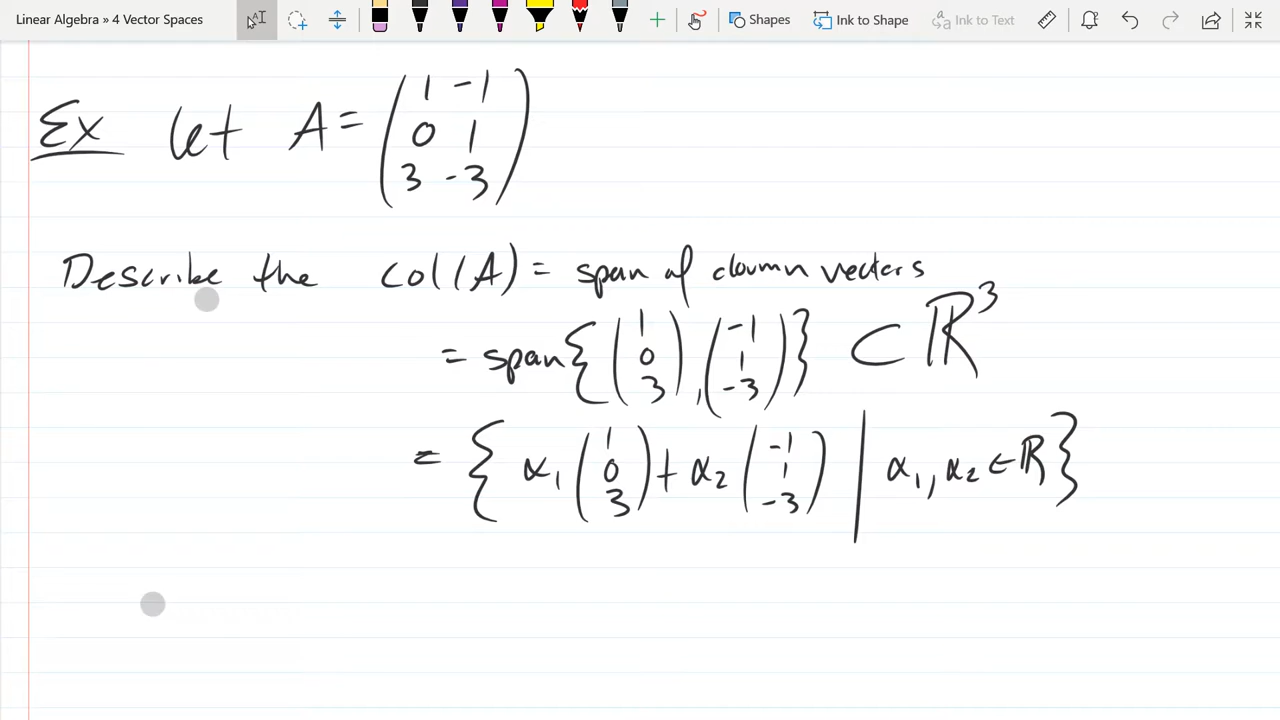 Linear Algebra » 4 Vector Spaces Shapes Ink to Shape Ink to Text
Ex Let A = ( 1 -1
0 1
3 -3 )
Describe the Col(A) = span of cloumn vectors
= span{ (1 0 3), (-1 1 -3) } ⊂ ℝ³
= { α₁ (1 0 3) + α₂ (-1 1 -3) | α₁, α₂ ∈ ℝ }